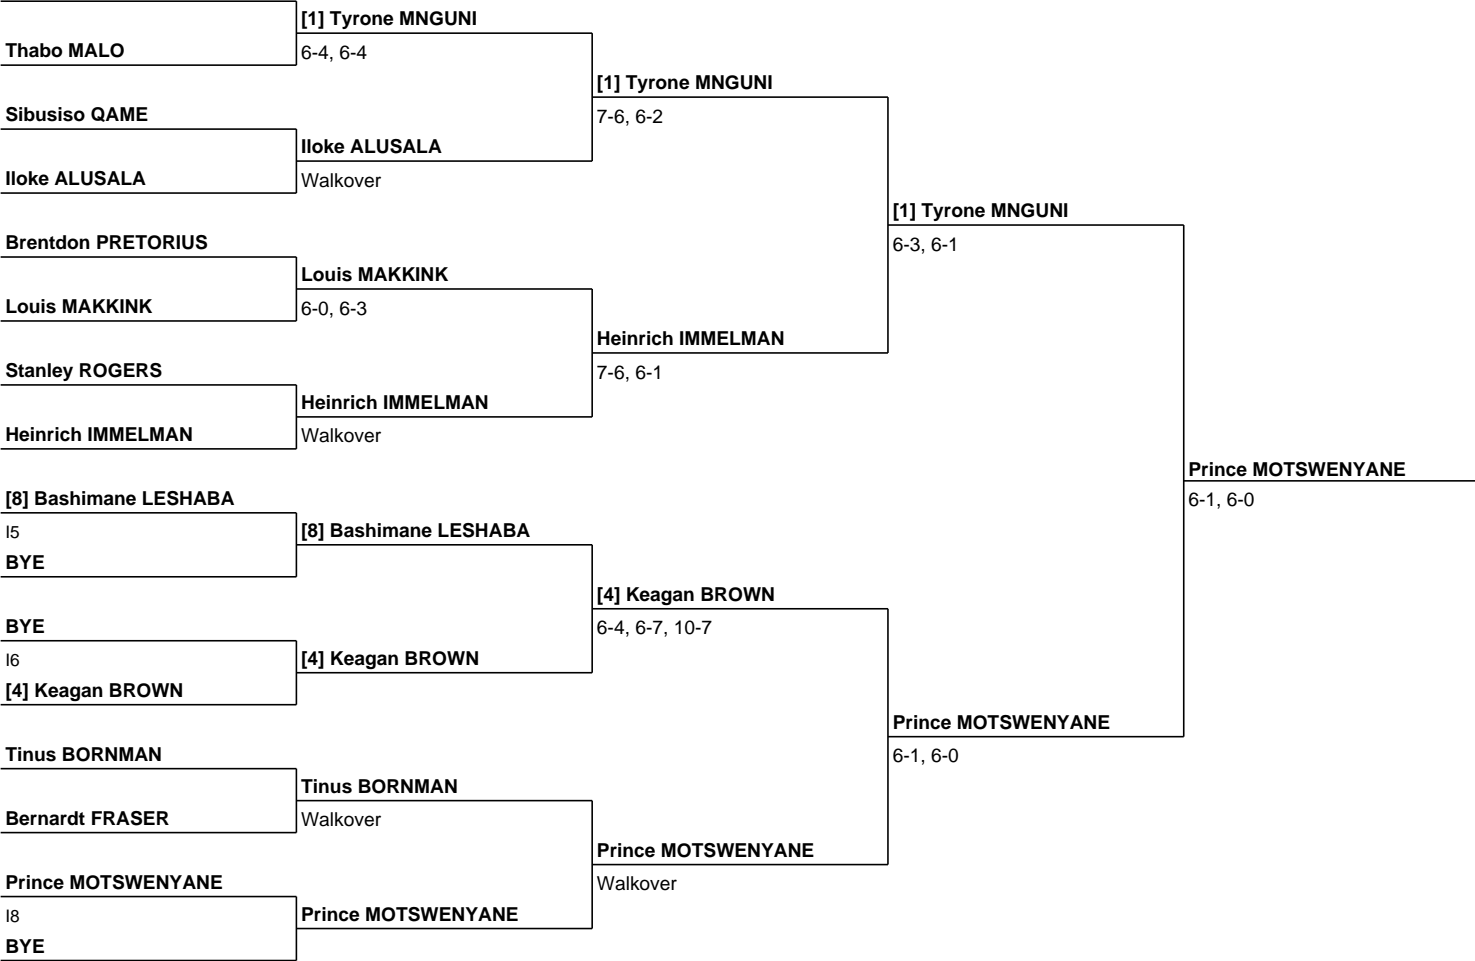 [1] Tyrone MNGUNI
Thabo MALO
6-4, 6-4
[1] Tyrone MNGUNI
Sibusiso QAME
7-6, 6-2
Iloke ALUSALA
Iloke ALUSALA
Walkover
[1] Tyrone MNGUNI
Brentdon PRETORIUS
6-3, 6-1
Louis MAKKINK
Louis MAKKINK
6-0, 6-3
Heinrich IMMELMAN
Stanley ROGERS
7-6, 6-1
Heinrich IMMELMAN
Heinrich IMMELMAN
Walkover
Prince MOTSWENYANE
[8] Bashimane LESHABA
6-1, 6-0
I5
[8] Bashimane LESHABA
BYE
[4] Keagan BROWN
BYE
6-4, 6-7, 10-7
I6
[4] Keagan BROWN
[4] Keagan BROWN
Prince MOTSWENYANE
Tinus BORNMAN
6-1, 6-0
Tinus BORNMAN
Bernardt FRASER
Walkover
Prince MOTSWENYANE
Prince MOTSWENYANE
Walkover
I8
Prince MOTSWENYANE
BYE